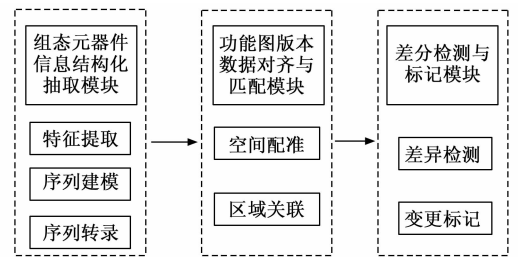 组态元器件
信息结构化
抽取模块
特征提取
序列建模
序列转录
功能图版本
数据对齐与
匹配模块
空间配准
区域关联
差分检测与
标记模块
差异检测
变更标记